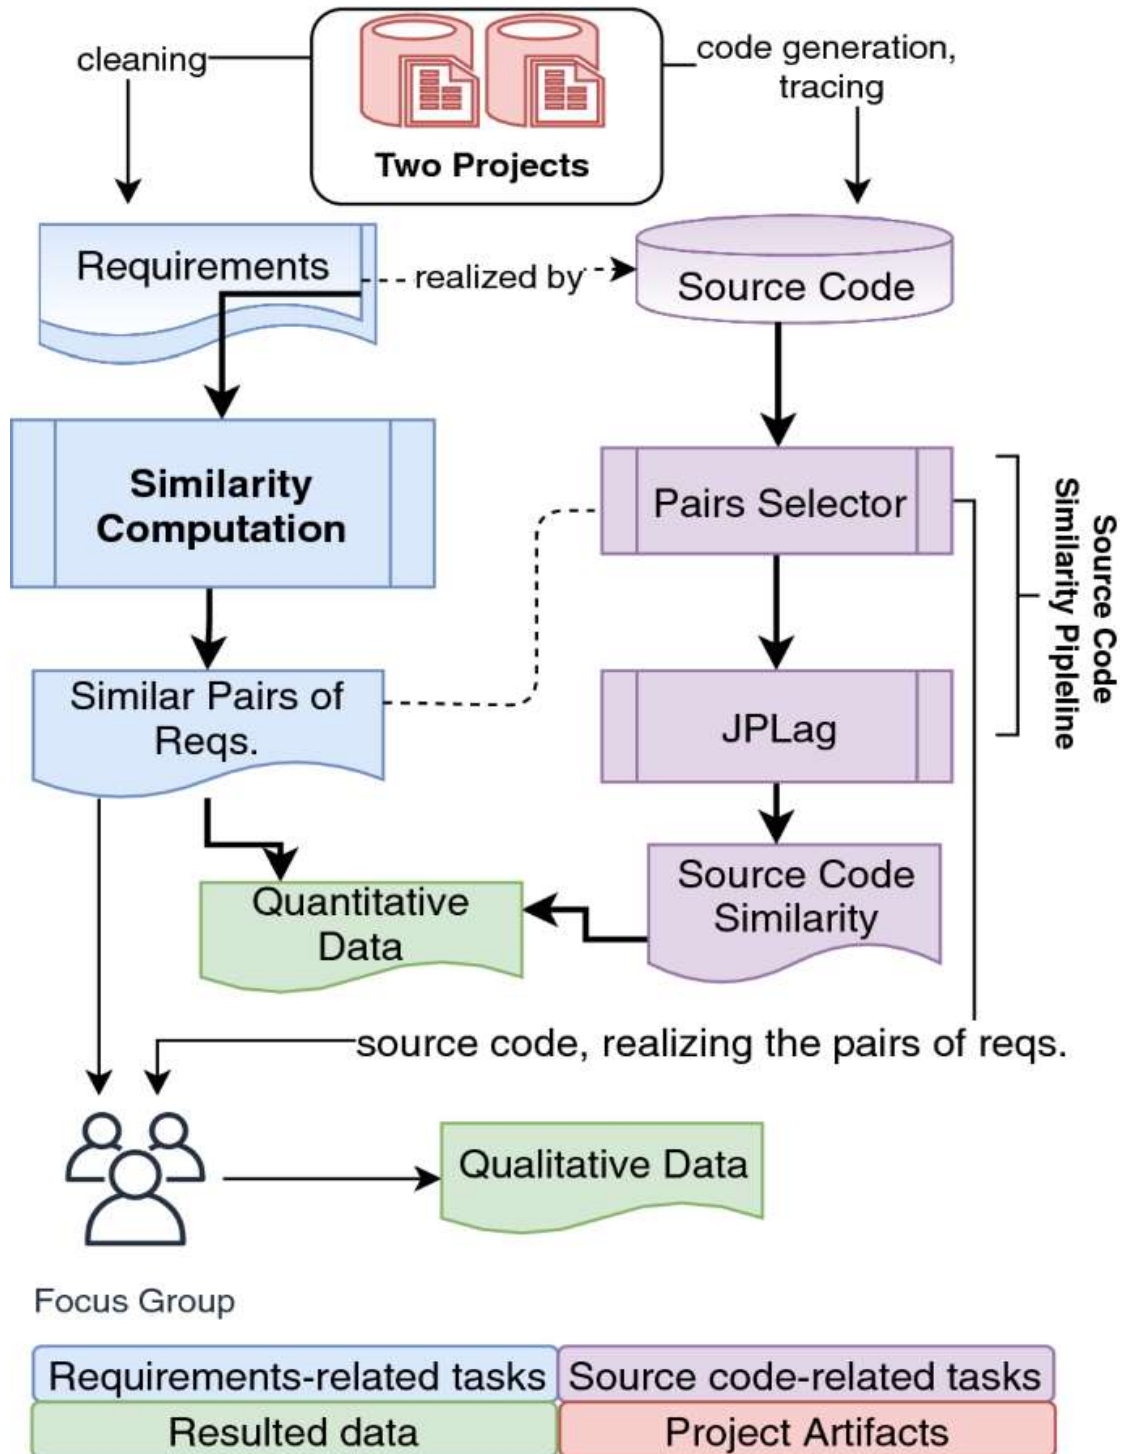 cleaning
code generation,
tracing
Two Projects
Requirements
realized by
Source Code
Similarity
Computation
Pairs Selector
Source Code
Similarity Pipleline
Similar Pairs of
Reqs.
JPLag
Quantitative
Data
Source Code
Similarity
source code, realizing the pairs of reqs.
Qualitative Data
Focus Group
Requirements-related tasks
Source code-related tasks
Resulted data
Project Artifacts